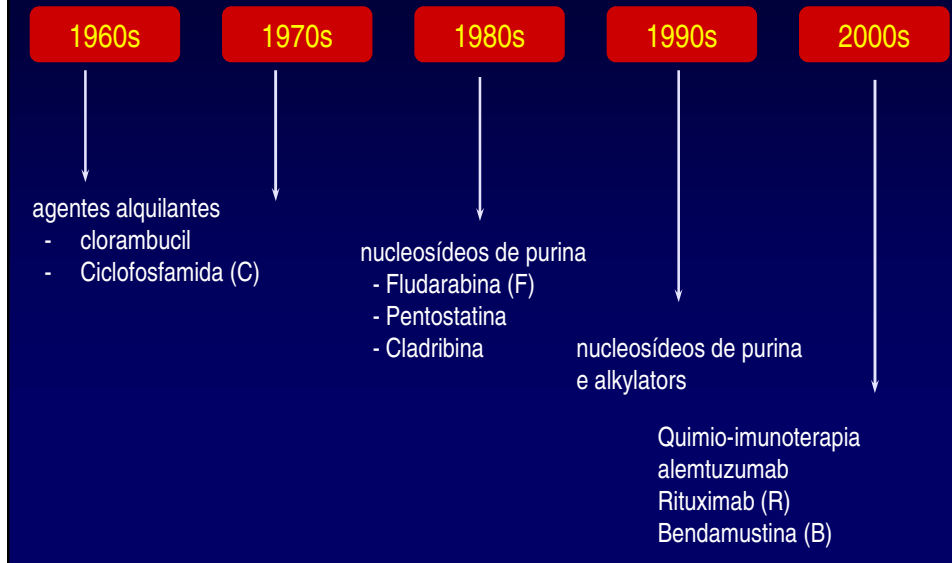 1960s
1970s
1980s
1990s
2000s
agentes alquilantes
- clorambucil
- Ciclofosfamida (C)
nucleosídeos de purina
- Fludarabina (F)
- Pentostatina
- Cladribina
nucleosídeos de purina
e alkylators
Quimio-imunoterapia
alemtuzumab
Rituximab (R)
Bendamustina (B)